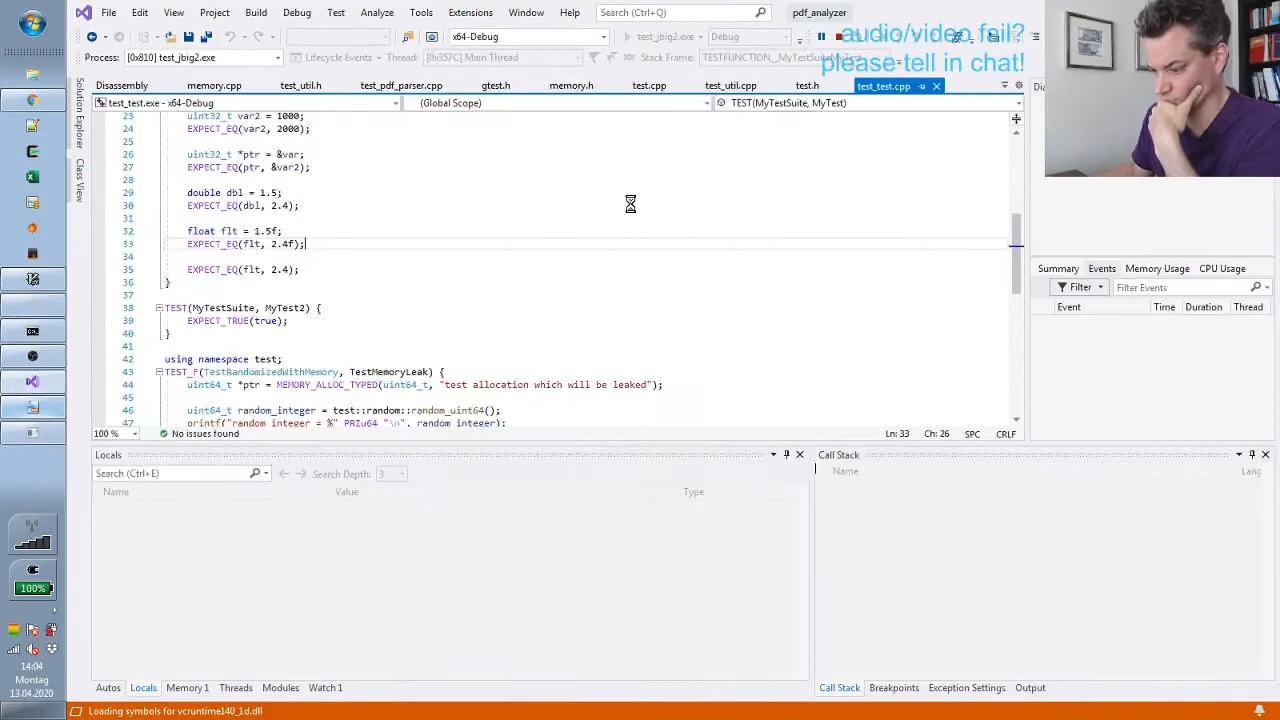 File Edit View Project Build Debug Test Analyze Tools Extensions Window Help Search (Ctrl+Q) pdf_analyzer
x64-Debug test_jbig2.exe Debug
audio/video fail?
please tell in chat!
Process: [0x810] test_jbig2.exe Lifecycle Events Thread: [0x357C] Main Thread Stack Frame: TESTFUNCTION__MyTestSuiteMyTest
Disassembly memory.cpp test_util.h test_pdf_parser.cpp gtest.h memory.h test.cpp test_util.cpp test.h test_test.cpp
test_test.exe - x64-Debug (Global Scope) TEST(MyTestSuite, MyTest)
23 uint32_t var2 = 1000;
24 EXPECT_EQ(var2, 2000);
25
26 uint32_t *ptr = &var;
27 EXPECT_EQ(ptr, &var2);
28
29 double dbl = 1.5;
30 EXPECT_EQ(dbl, 2.4);
31
32 float flt = 1.5f;
33 EXPECT_EQ(flt, 2.4f);
34
35 EXPECT_EQ(flt, 2.4);
36 }
37
38 TEST(MyTestSuite, MyTest2) {
39 EXPECT_TRUE(true);
40 }
41
42 using namespace test;
43 TEST_F(TestRandomizedWithMemory, TestMemoryLeak) {
44 uint64_t *ptr = MEMORY_ALLOC_TYPED(uint64_t, "test allocation which will be leaked");
45
46 uint64_t random_integer = test::random::random_uint64();
47 printf("random integer = %" PRIu64 "\n", random_integer);
100 % No issues found Ln: 33 Ch: 26 SPC CRLF
Solution Explorer
Class View
Summary Events Memory Usage CPU Usage
Filter Filter Events
Event Time Duration Thread
Locals
Search (Ctrl+E) Search Depth: 3
Name Value Type
Call Stack
Name Lang
Autos Locals Memory 1 Threads Modules Watch 1
Call Stack Breakpoints Exception Settings Output
Loading symbols for vcruntime140_1d.dll
100%
14:04
Montag
13.04.2020